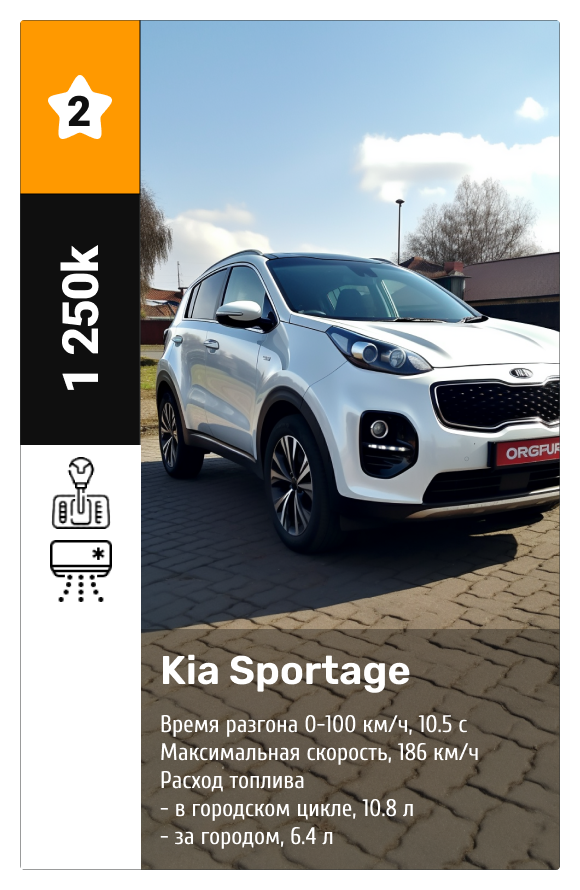 2
1 250k
KIA
ORGFUR
Kia Sportage
Время разгона 0-100 км/ч, 10.5 с
Максимальная скорость, 186 км/ч
Расход топлива
- в городском цикле, 10.8 л
- за городом, 6.4 л